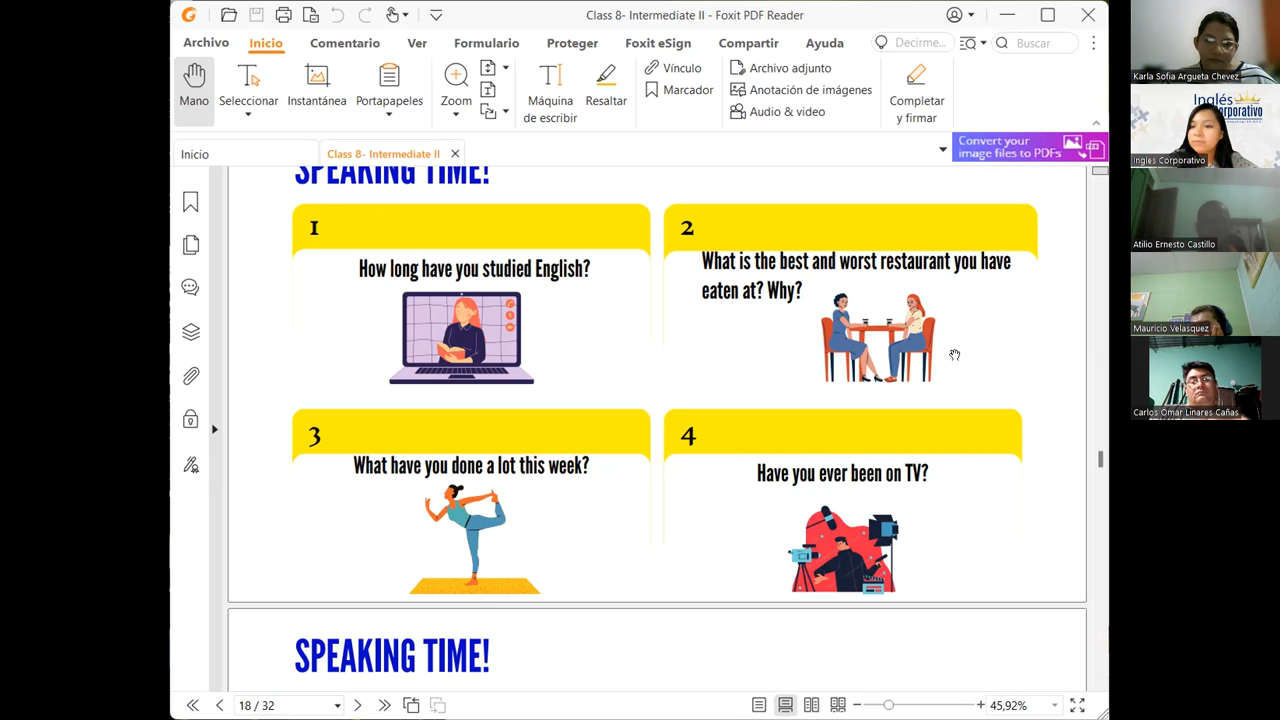 Class 8- Intermediate II - Foxit PDF Reader
Archivo Inicio Comentario Ver Formulario Proteger Foxit eSign Compartir Ayuda Decirme... Buscar
Mano
Seleccionar
Instantánea
Portapapeles
Zoom
Máquina
de escribir
Resaltar
Vínculo
Marcador
Archivo adjunto
Anotación de imágenes
Audio & video
Completar
y firmar
Inicio
Class 8- Intermediate II
Convert your
image files to PDFs
SPEAKING TIME!
1
How long have you studied English?
2
What is the best and worst restaurant you have
eaten at? Why?
3
What have you done a lot this week?
4
Have you ever been on TV?
SPEAKING TIME!
18 / 32
45,92%
Karla Sofia Argueta Chevez
Inglés
Corporativo
Ingles Corporativo
Atilio Ernesto Castillo
Mauricio Velasquez
Carlos Omar Linares Cañas